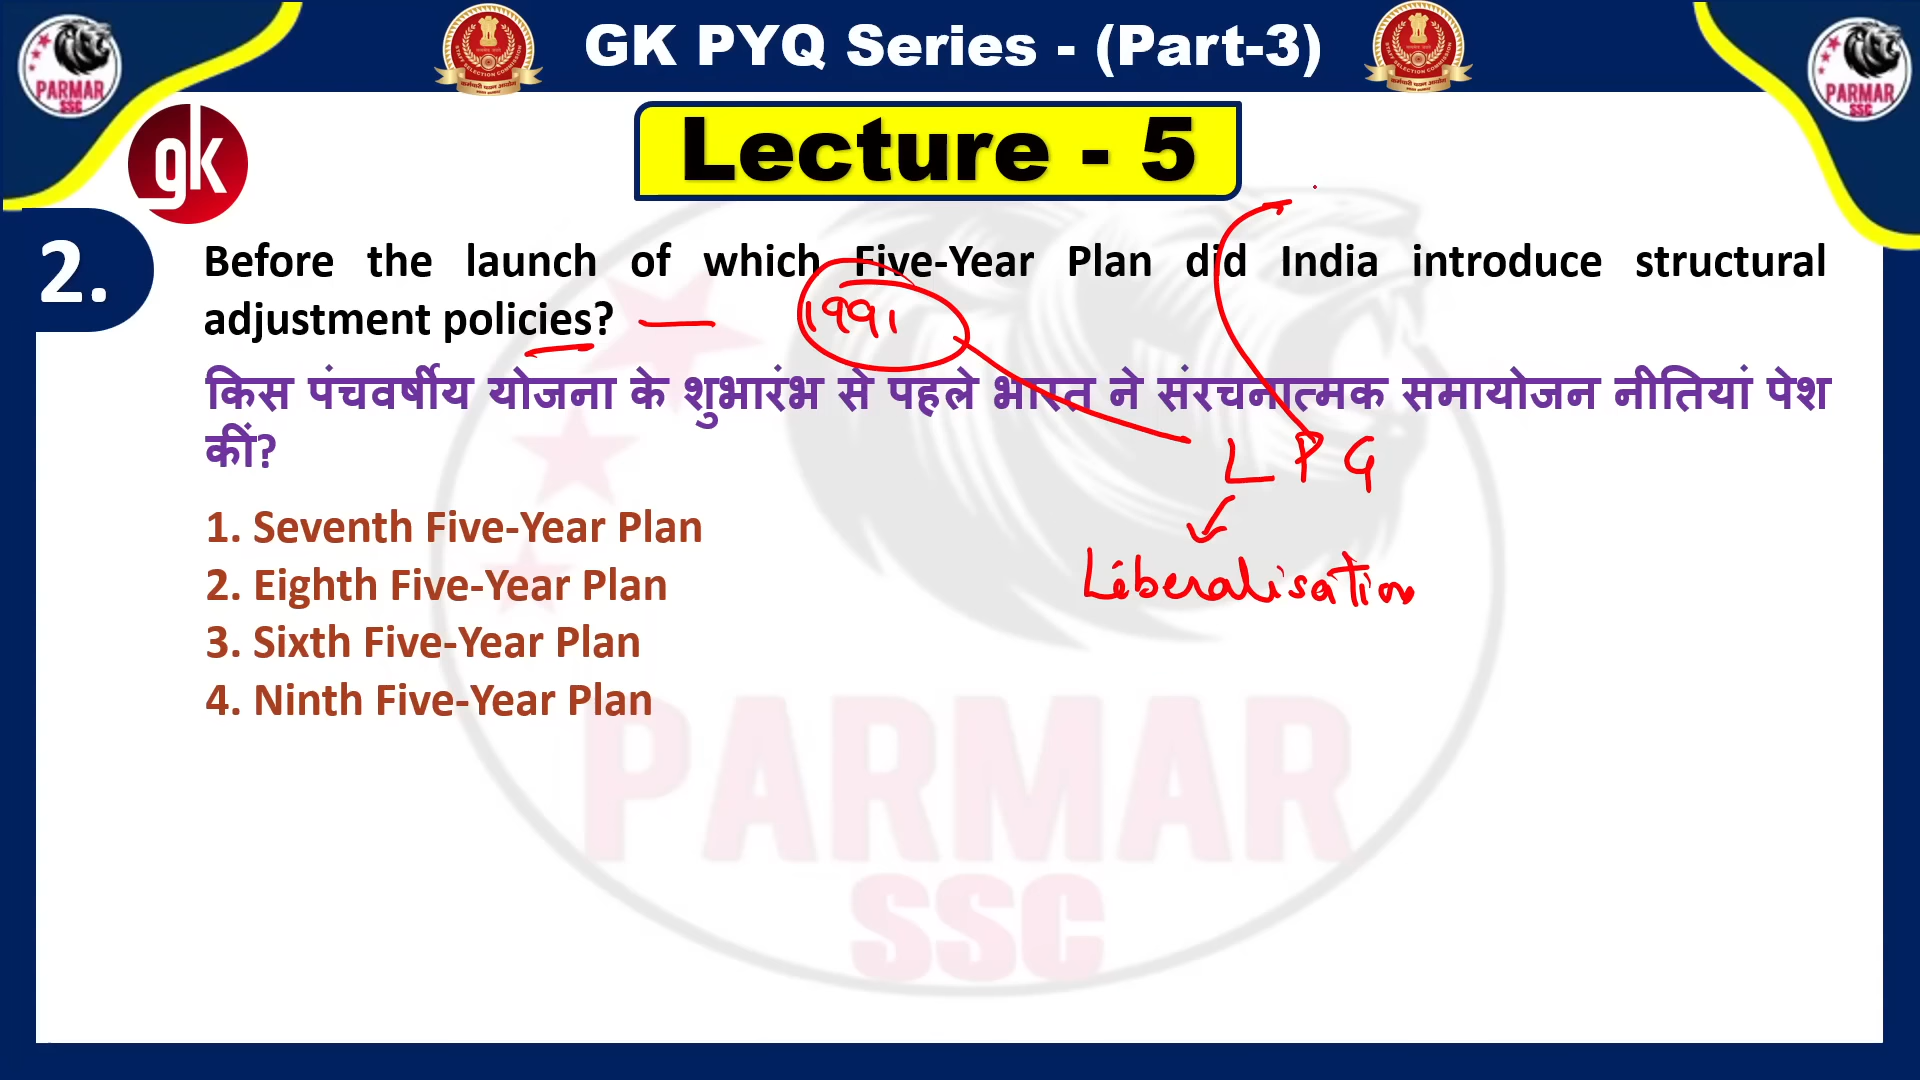 GK PYQ Series - (Part-3)
PARMAR
SSC
PARMAR
SSC
gk
Lecture - 5
2.
Before the launch of which Five-Year Plan did India introduce structural
adjustment policies?
1991
किस पंचवर्षीय योजना के शुभारंभ से पहले भारत ने संरचनात्मक समायोजन नीतियां पेश
कीं?
L P G
1. Seventh Five-Year Plan
2. Eighth Five-Year Plan
Liberalisation
3. Sixth Five-Year Plan
4. Ninth Five-Year Plan
PARMAR
SSC